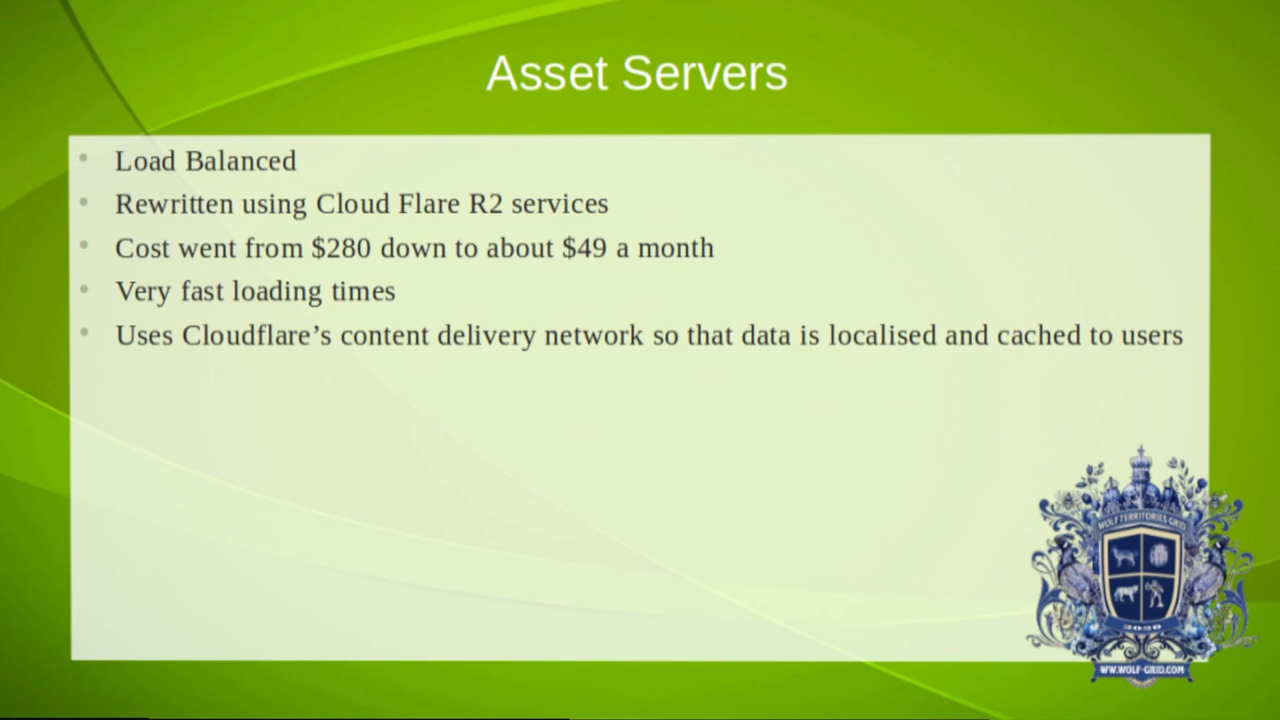 Asset Servers
Load Balanced
Rewritten using Cloud Flare R2 services
Cost went from $280 down to about $49 a month
Very fast loading times
Uses Cloudflare’s content delivery network so that data is localised and cached to users
WOLF TERRITORIES GRID
2020
WW.WOLF-GRID.COM